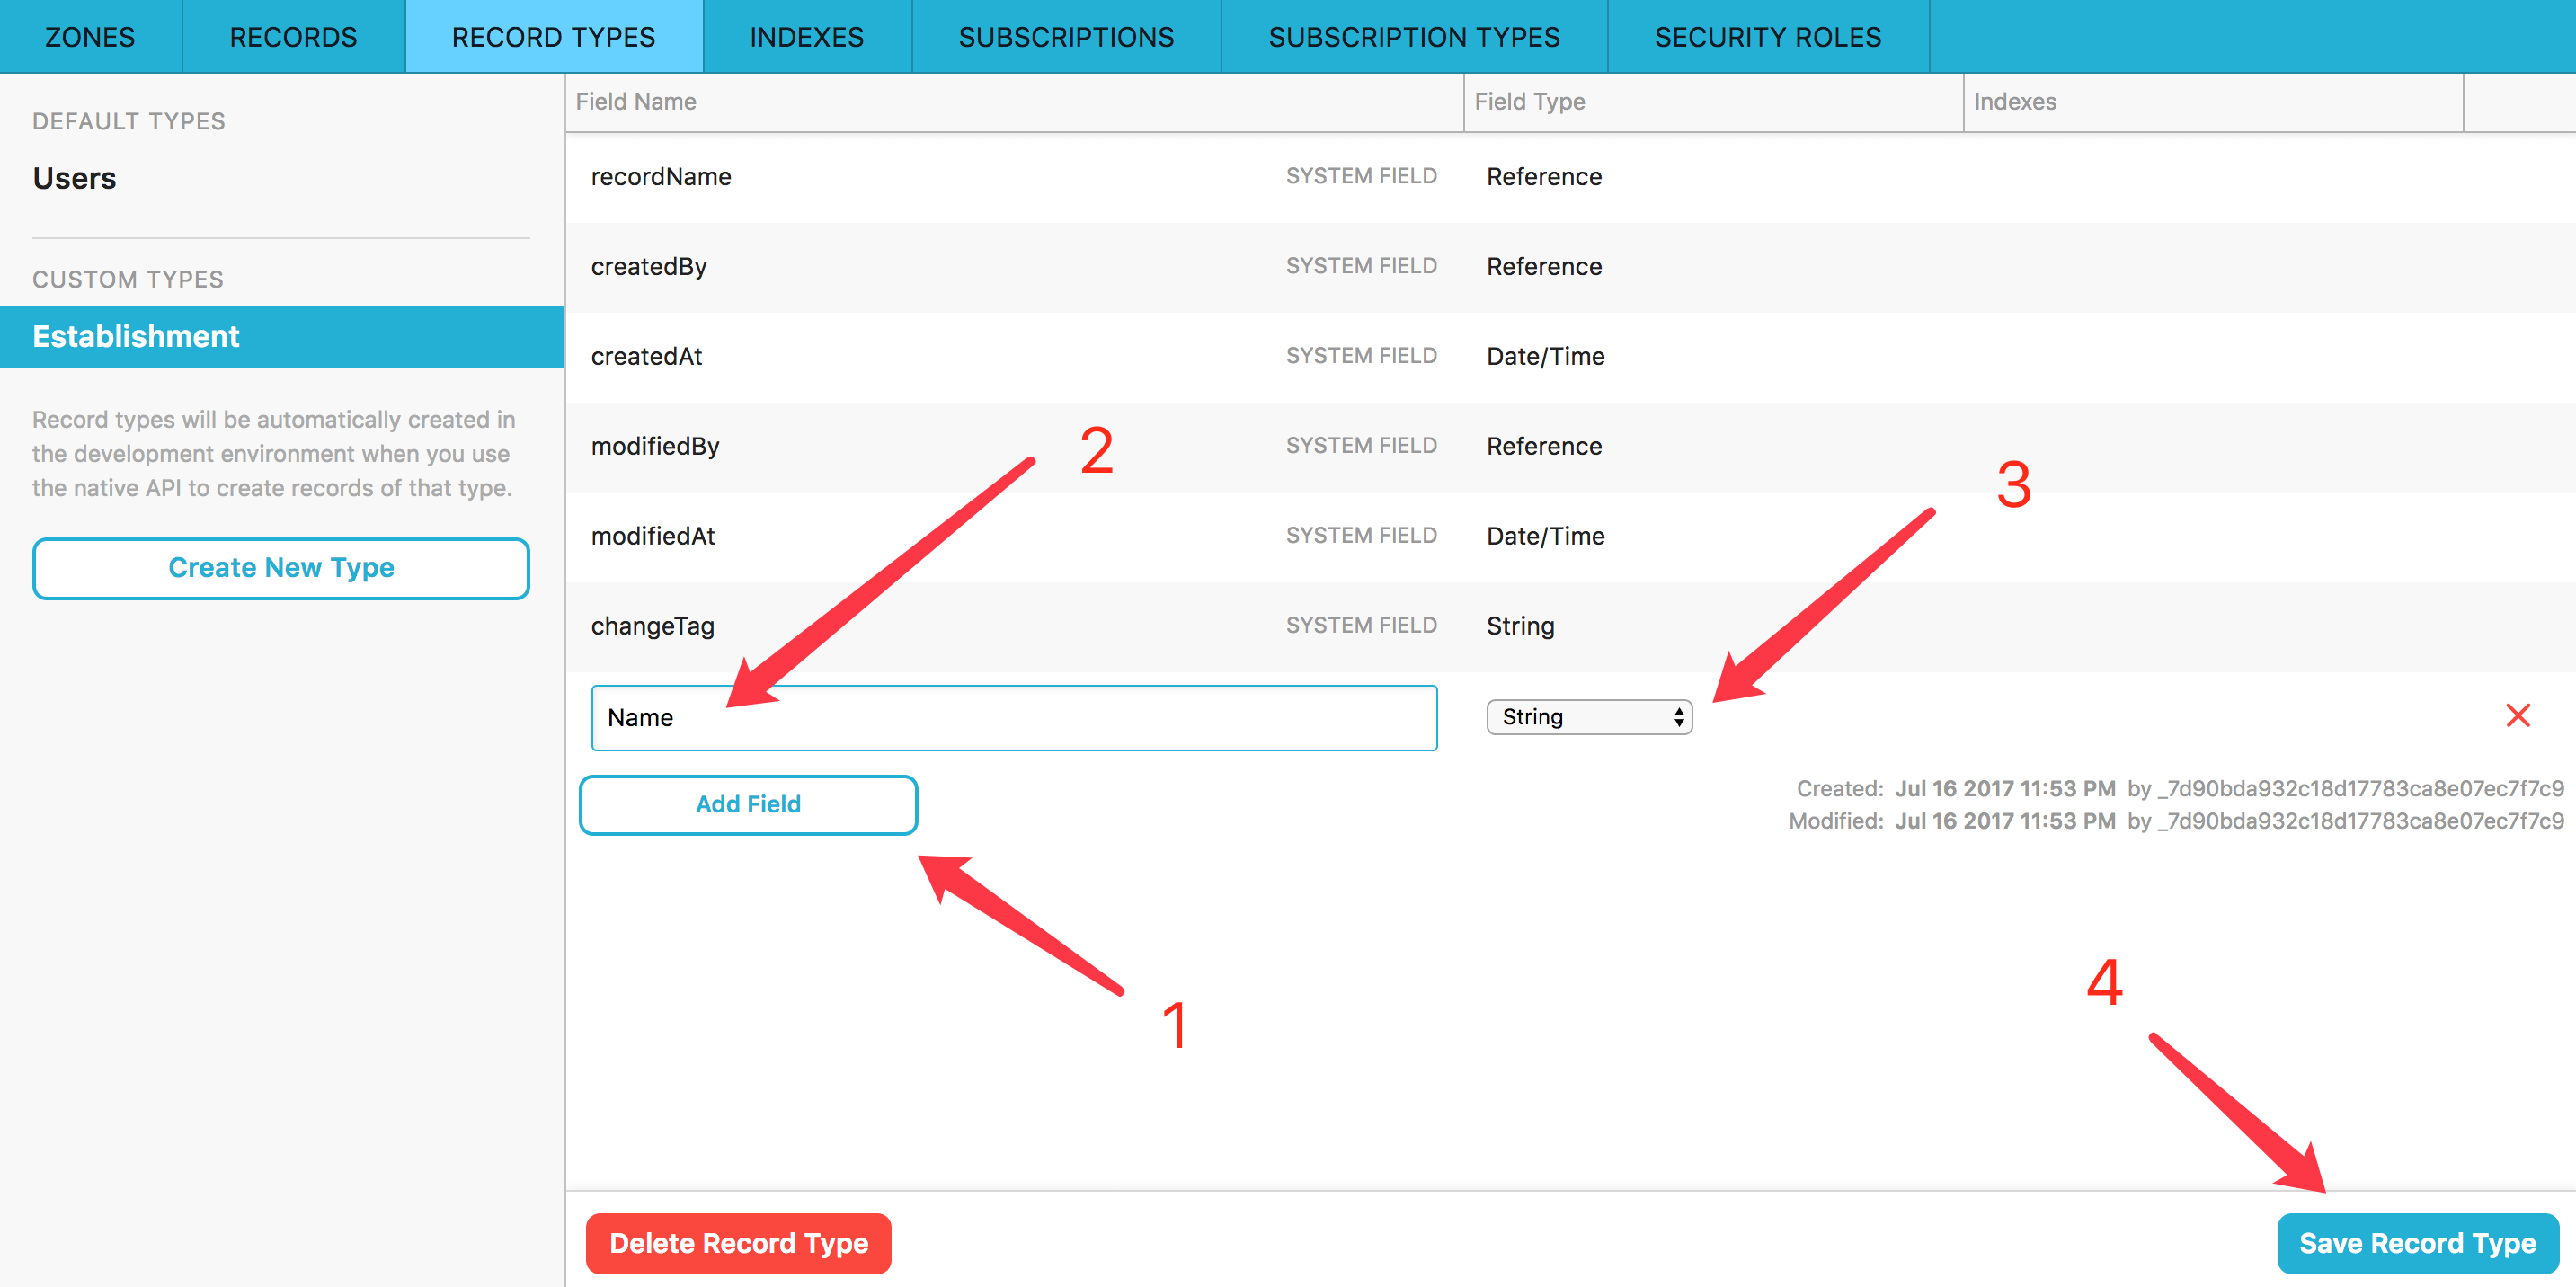 ZONES RECORDS RECORD TYPES INDEXES SUBSCRIPTIONS SUBSCRIPTION TYPES SECURITY ROLES
DEFAULT TYPES
Users
CUSTOM TYPES
Establishment
Record types will be automatically created in
the development environment when you use
the native API to create records of that type.
Create New Type
Field Name Field Type Indexes
recordName SYSTEM FIELD Reference
createdBy SYSTEM FIELD Reference
createdAt SYSTEM FIELD Date/Time
modifiedBy SYSTEM FIELD Reference
2
3
modifiedAt SYSTEM FIELD Date/Time
changeTag SYSTEM FIELD String
Name String
Add Field
Created: Jul 16 2017 11:53 PM by _7d90bda932c18d17783ca8e07ec7f7c9
Modified: Jul 16 2017 11:53 PM by _7d90bda932c18d17783ca8e07ec7f7c9
1
4
Delete Record Type Save Record Type